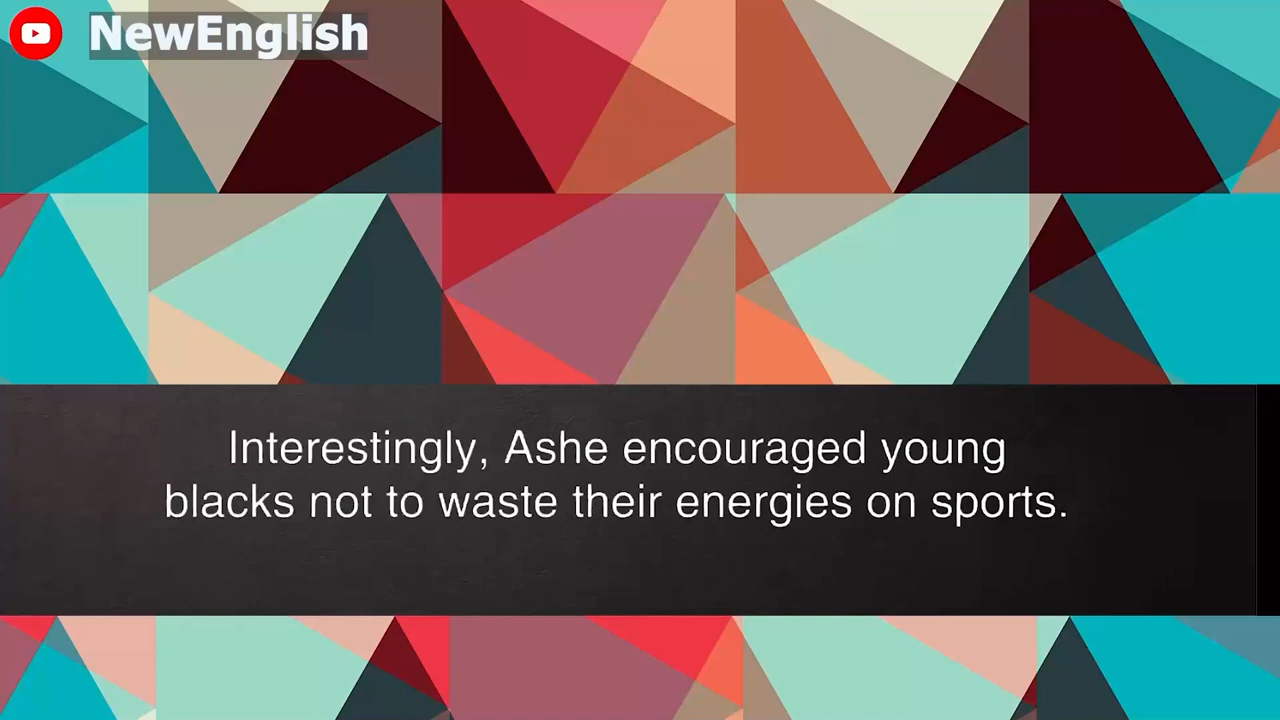 NewEnglish
Interestingly, Ashe encouraged young
blacks not to waste their energies on sports.